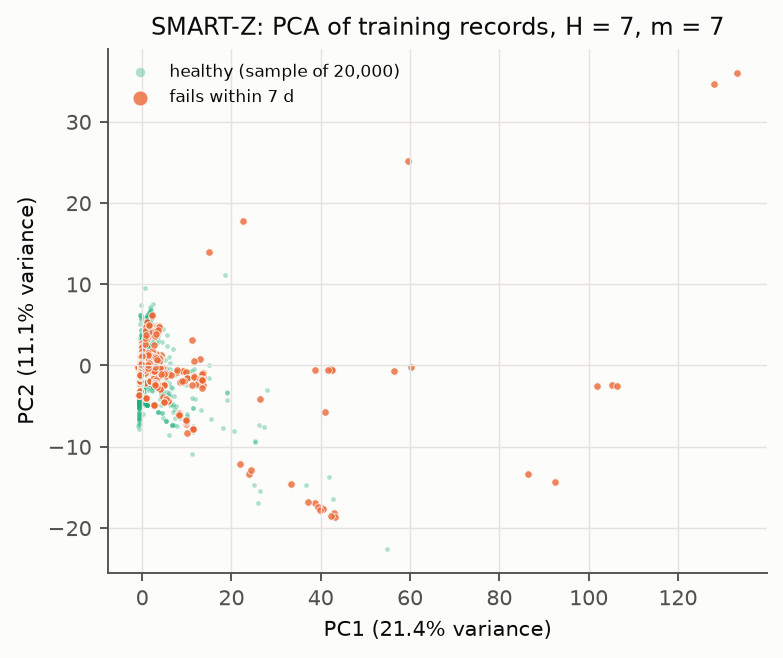 SMART-Z: PCA of training records, H = 7, m = 7
healthy (sample of 20,000)
fails within 7 d
30
20
10
0
−10
−20
PC2 (11.1% variance)
0 20 40 60 80 100 120
PC1 (21.4% variance)